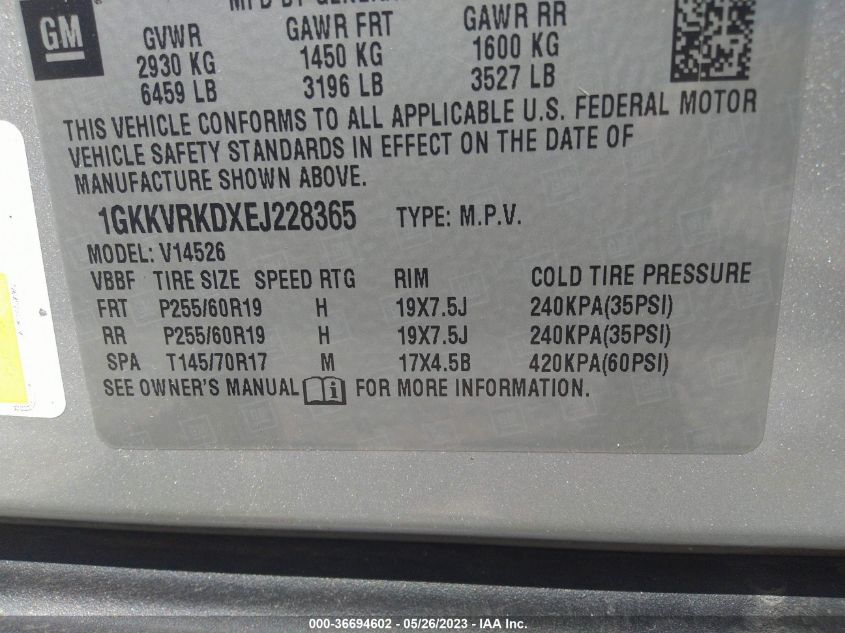 GM
MFD BY
GVWR GAWR FRT GAWR RR
2930 KG 1450 KG 1600 KG
6459 LB 3196 LB 3527 LB
THIS VEHICLE CONFORMS TO ALL APPLICABLE U.S. FEDERAL MOTOR
VEHICLE SAFETY STANDARDS IN EFFECT ON THE DATE OF
MANUFACTURE SHOWN ABOVE.
1GKKVRKDXEJ228365 TYPE: M.P.V.
MODEL: V14526
VBBF TIRE SIZE SPEED RTG RIM COLD TIRE PRESSURE
FRT P255/60R19 H 19X7.5J 240KPA(35PSI)
RR P255/60R19 H 19X7.5J 240KPA(35PSI)
SPA T145/70R17 M 17X4.5B 420KPA(60PSI)
SEE OWNER'S MANUAL i FOR MORE INFORMATION.
000-36694602 - 05/26/2023 - IAA Inc.